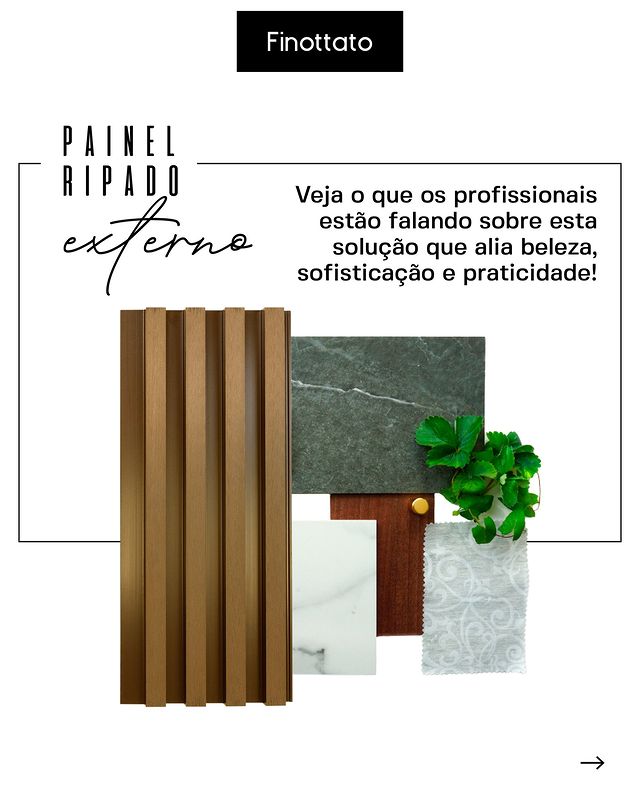 Finottato
PAINEL
RIPADO
externo
Veja o que os profissionais
estão falando sobre esta
solução que alia beleza,
sofisticação e praticidade!